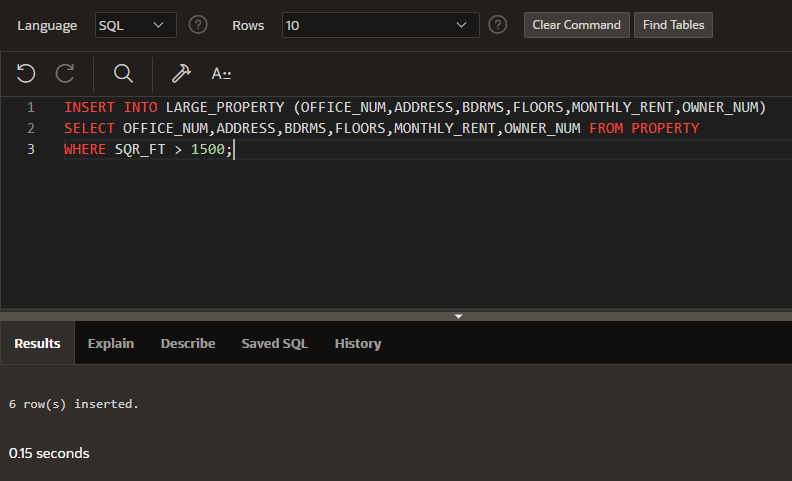 Language SQL ? Rows 10 ? Clear Command Find Tables
A::
1 INSERT INTO LARGE_PROPERTY (OFFICE_NUM,ADDRESS,BDRMS,FLOORS,MONTHLY_RENT,OWNER_NUM)
2 SELECT OFFICE_NUM,ADDRESS,BDRMS,FLOORS,MONTHLY_RENT,OWNER_NUM FROM PROPERTY
3 WHERE SQR_FT > 1500;
Results Explain Describe Saved SQL History
6 row(s) inserted.
0.15 seconds